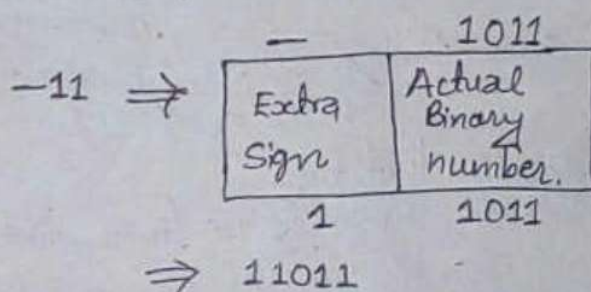 — 1011
-11 ⇒ Extra Sign Actual Binary number.
1 1011
⇒ 11011